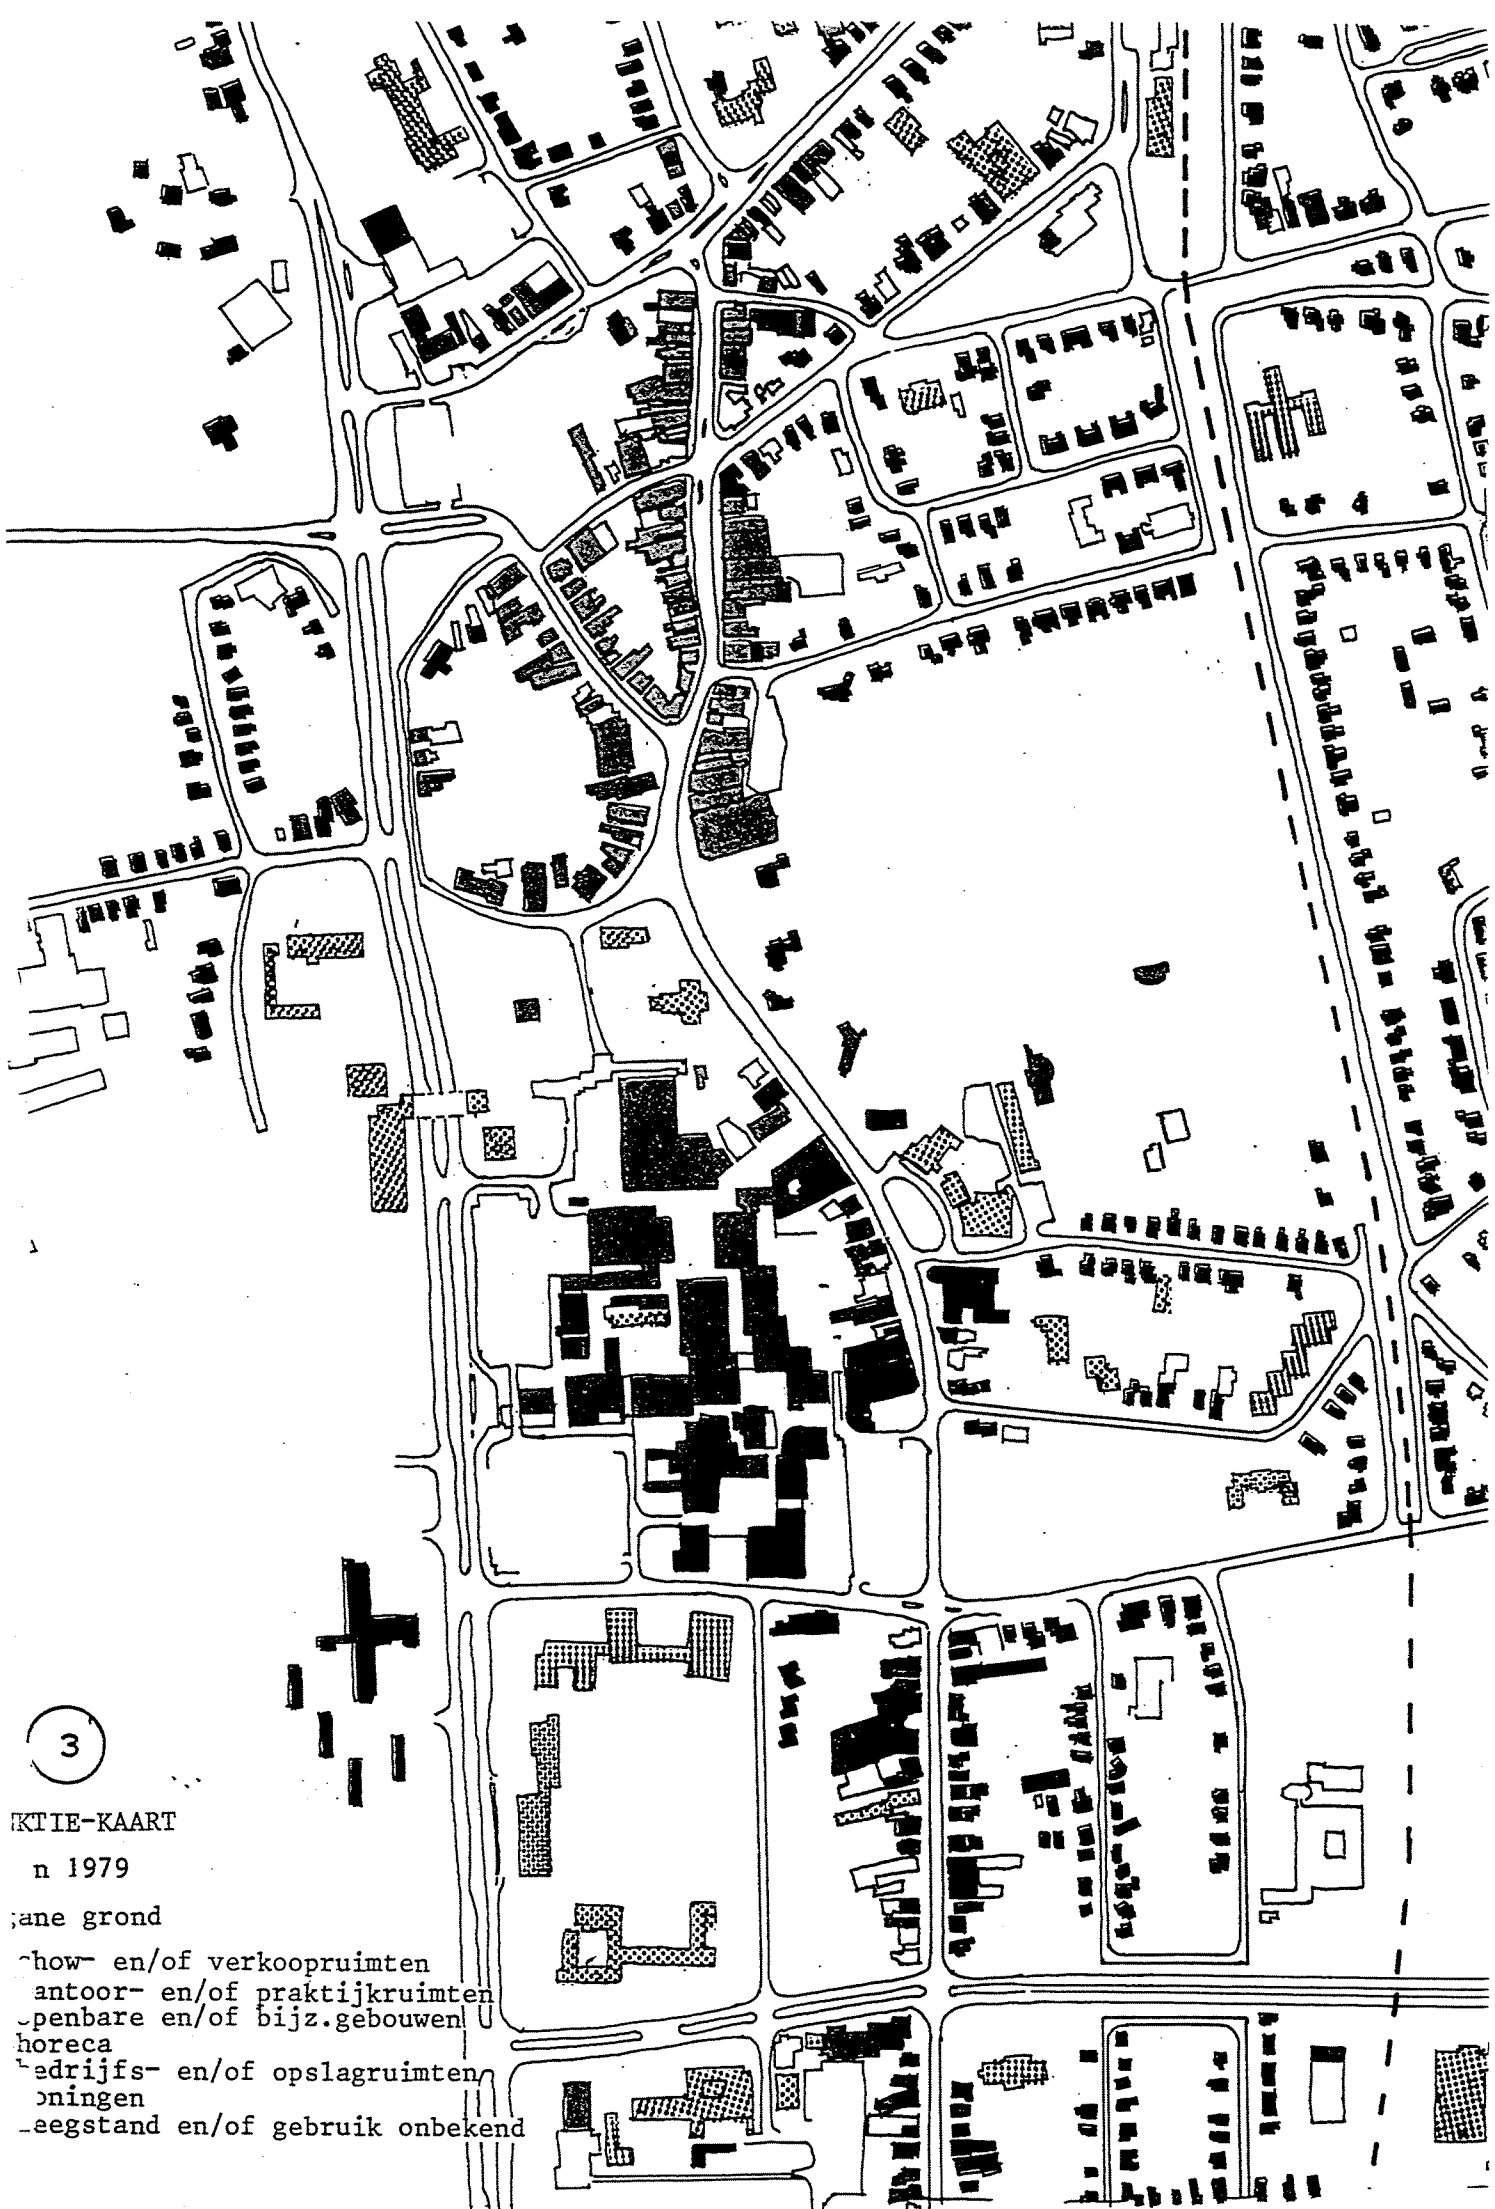 3
KTIE-KAART
n 1979
ane grond
how- en/of verkoopruimten
antoor- en/of praktijkruimten
penbare en/of bijz.gebouwen
horeca
edrijfs- en/of opslagruimten
oningen
eegstand en/of gebruik onbekend